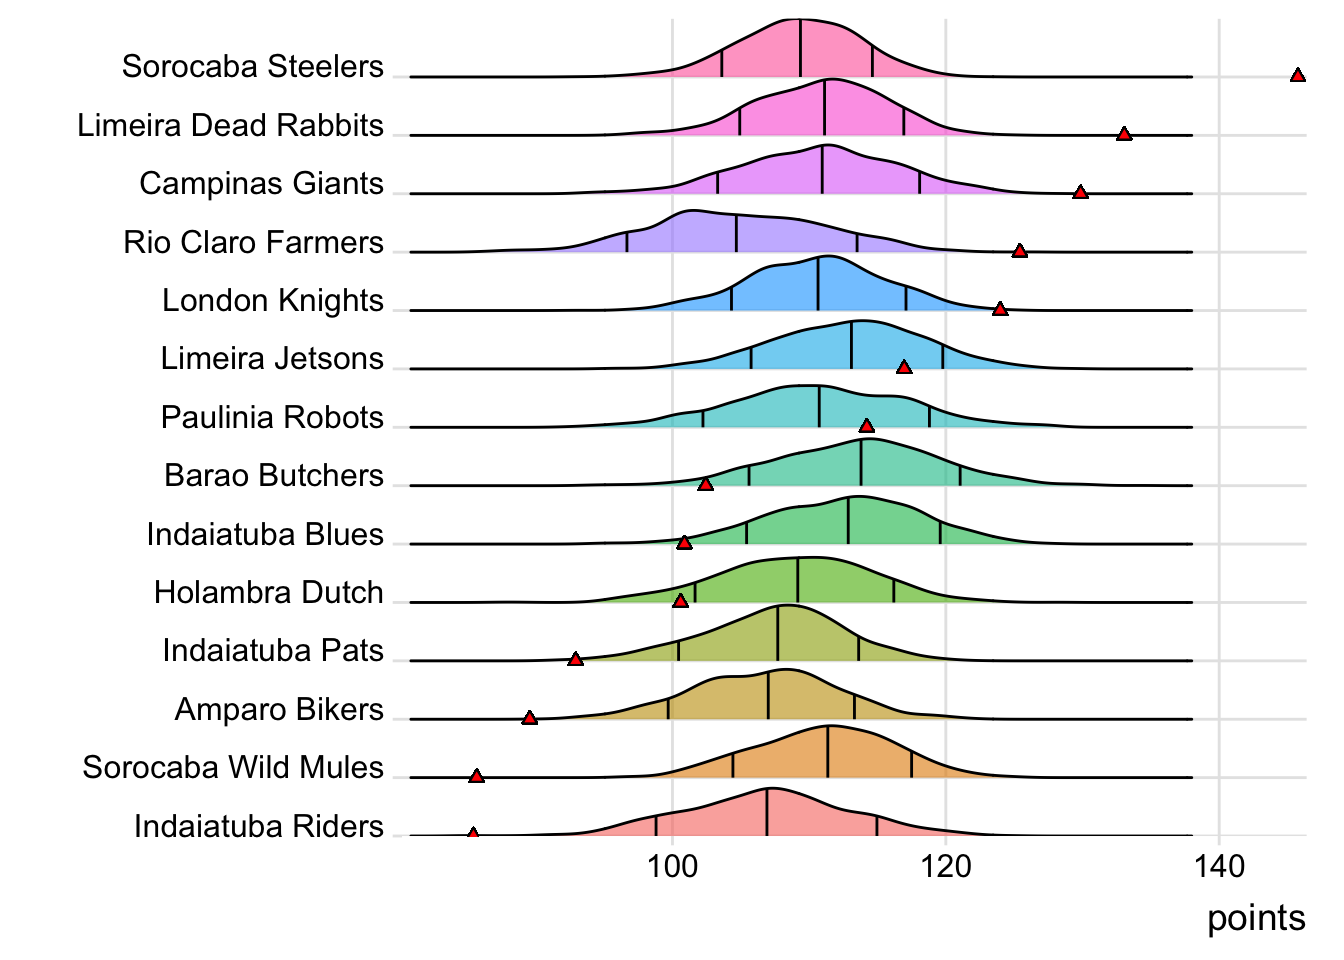 Sorocaba Steelers
Limeira Dead Rabbits
Campinas Giants
Rio Claro Farmers
London Knights
Limeira Jetsons
Paulinia Robots
Barao Butchers
Indaiatuba Blues
Holambra Dutch
Indaiatuba Pats
Amparo Bikers
Sorocaba Wild Mules
Indaiatuba Riders
100 120 140
points